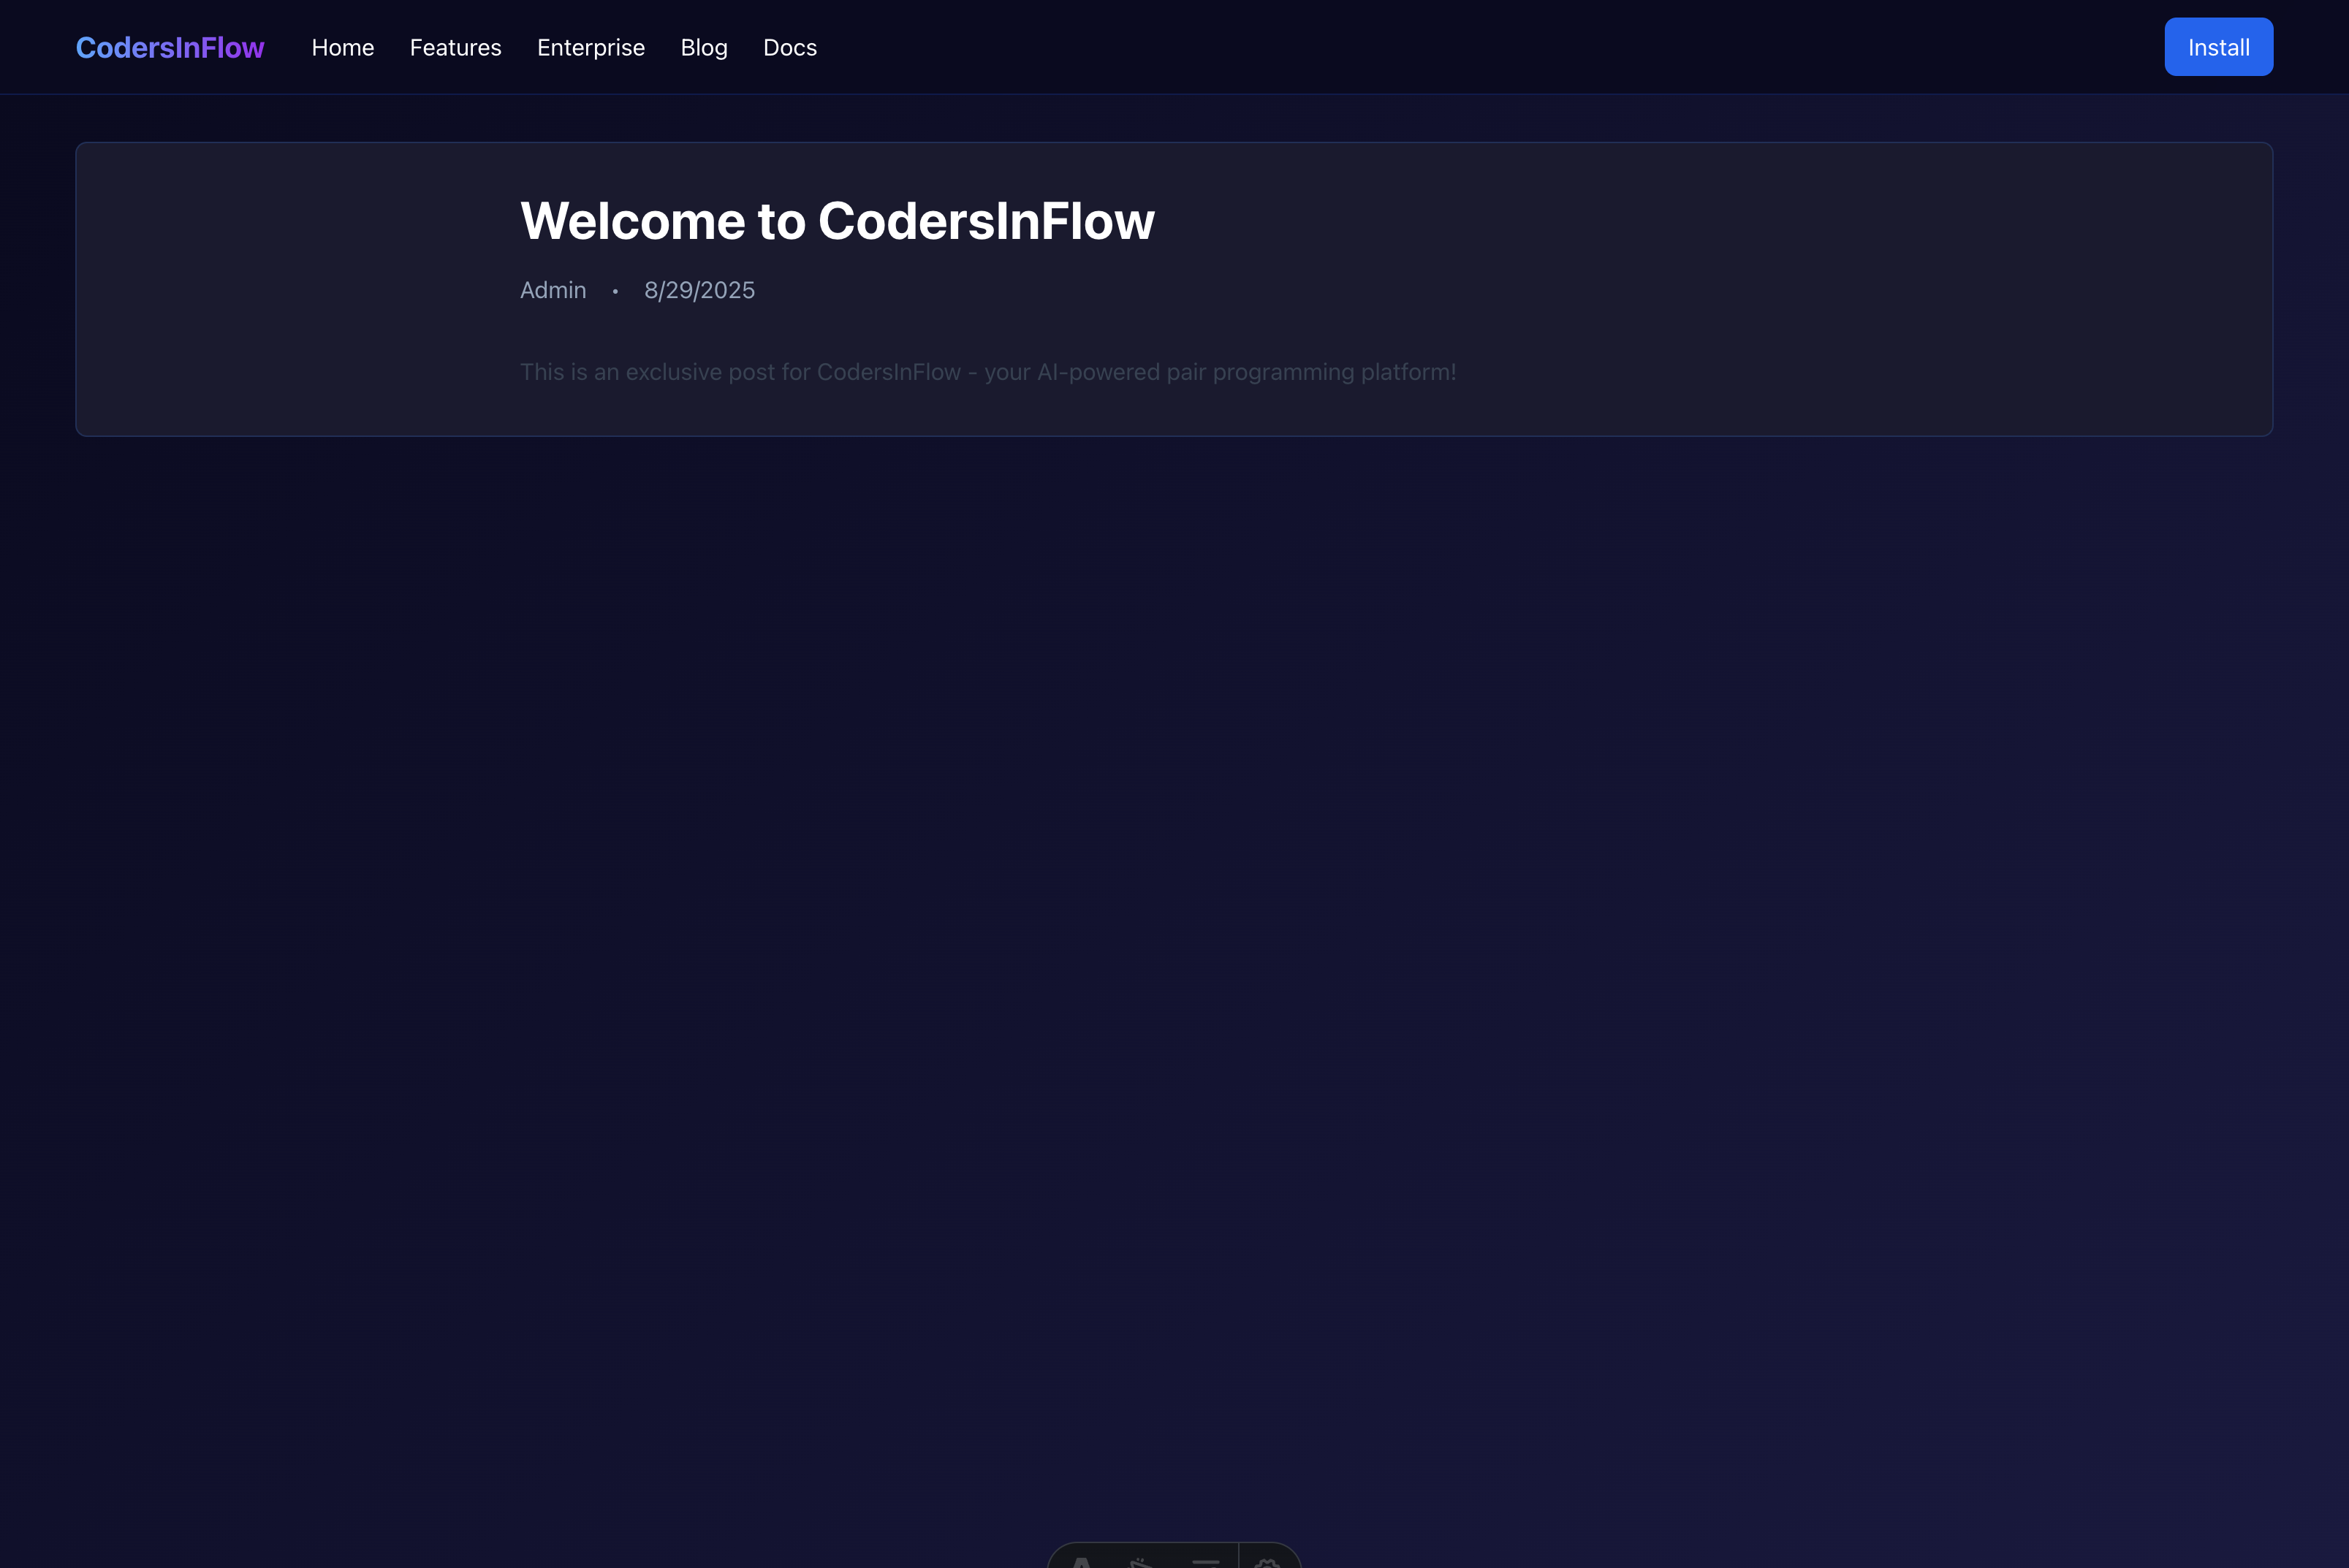 CodersInFlow Home Features Enterprise Blog Docs Install
Welcome to CodersInFlow
Admin • 8/29/2025
This is an exclusive post for CodersInFlow - your AI-powered pair programming platform!